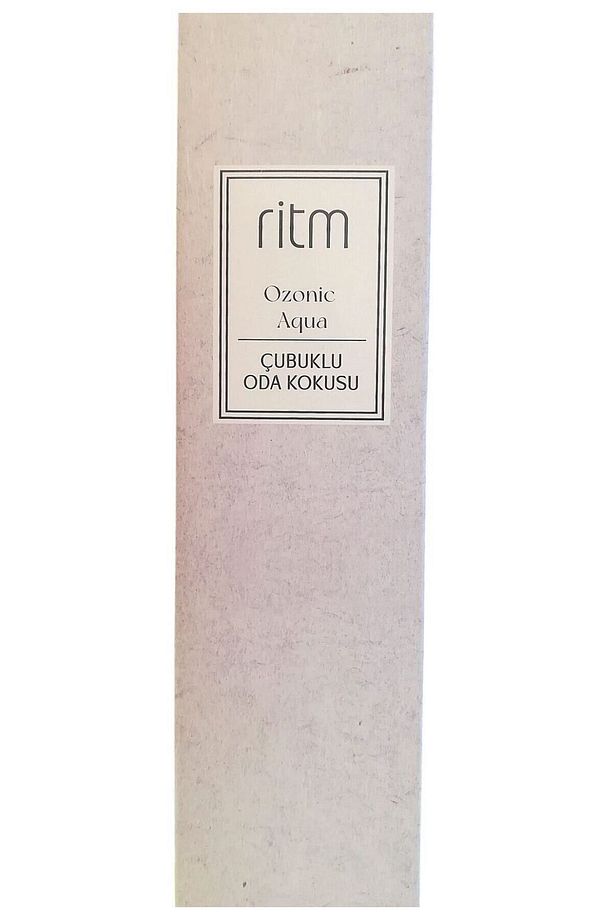 ritm
Ozonic
Aqua
ÇUBUKLU
ODA KOKUSU